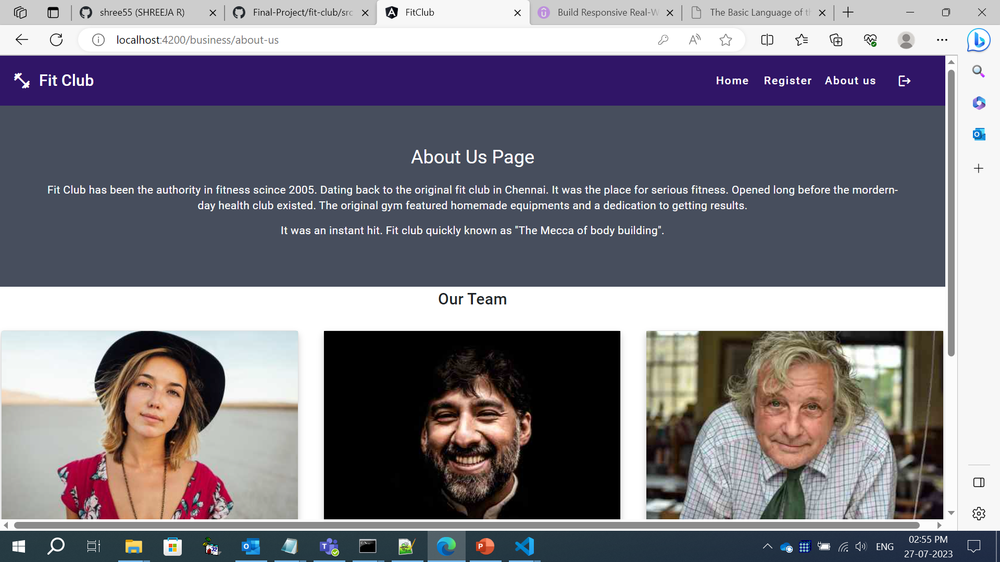 shree55 (SHREEJA R)
Final-Project/fit-club/src
FitClub
Build Responsive Real-W
The Basic Language of th
localhost:4200/business/about-us
Fit Club
Home Register About us
About Us Page
Fit Club has been the authority in fitness scince 2005. Dating back to the original fit club in Chennai. It was the place for serious fitness. Opened long before the mordern-
day health club existed. The original gym featured homemade equipments and a dedication to getting results.
It was an instant hit. Fit club quickly known as "The Mecca of body building".
Our Team
ENG
02:55 PM
27-07-2023